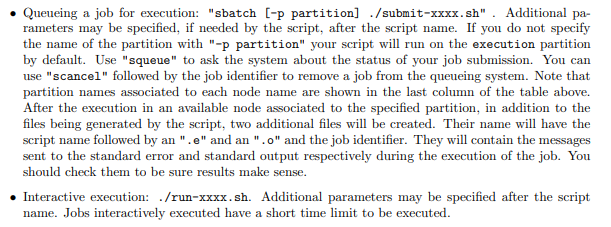 • Queueing a job for execution: "sbatch [-p partition] ./submit-xxxx.sh" . Additional pa-
rameters may be specified, if needed by the script, after the script name. If you do not specify
the name of the partition with "-p partition" your script will run on the execution partition
by default. Use "squeue" to ask the system about the status of your job submission. You can
use "scancel" followed by the job identifier to remove a job from the queueing system. Note that
partition names associated to each node name are shown in the last column of the table above.
After the execution in an available node associated to the specified partition, in addition to the
files being generated by the script, two additional files will be created. Their name will have the
script name followed by an ".e" and an ".o" and the job identifier. They will contain the messages
sent to the standard error and standard output respectively during the execution of the job. You
should check them to be sure results make sense.
• Interactive execution: ./run-xxxx.sh. Additional parameters may be specified after the script
name. Jobs interactively executed have a short time limit to be executed.